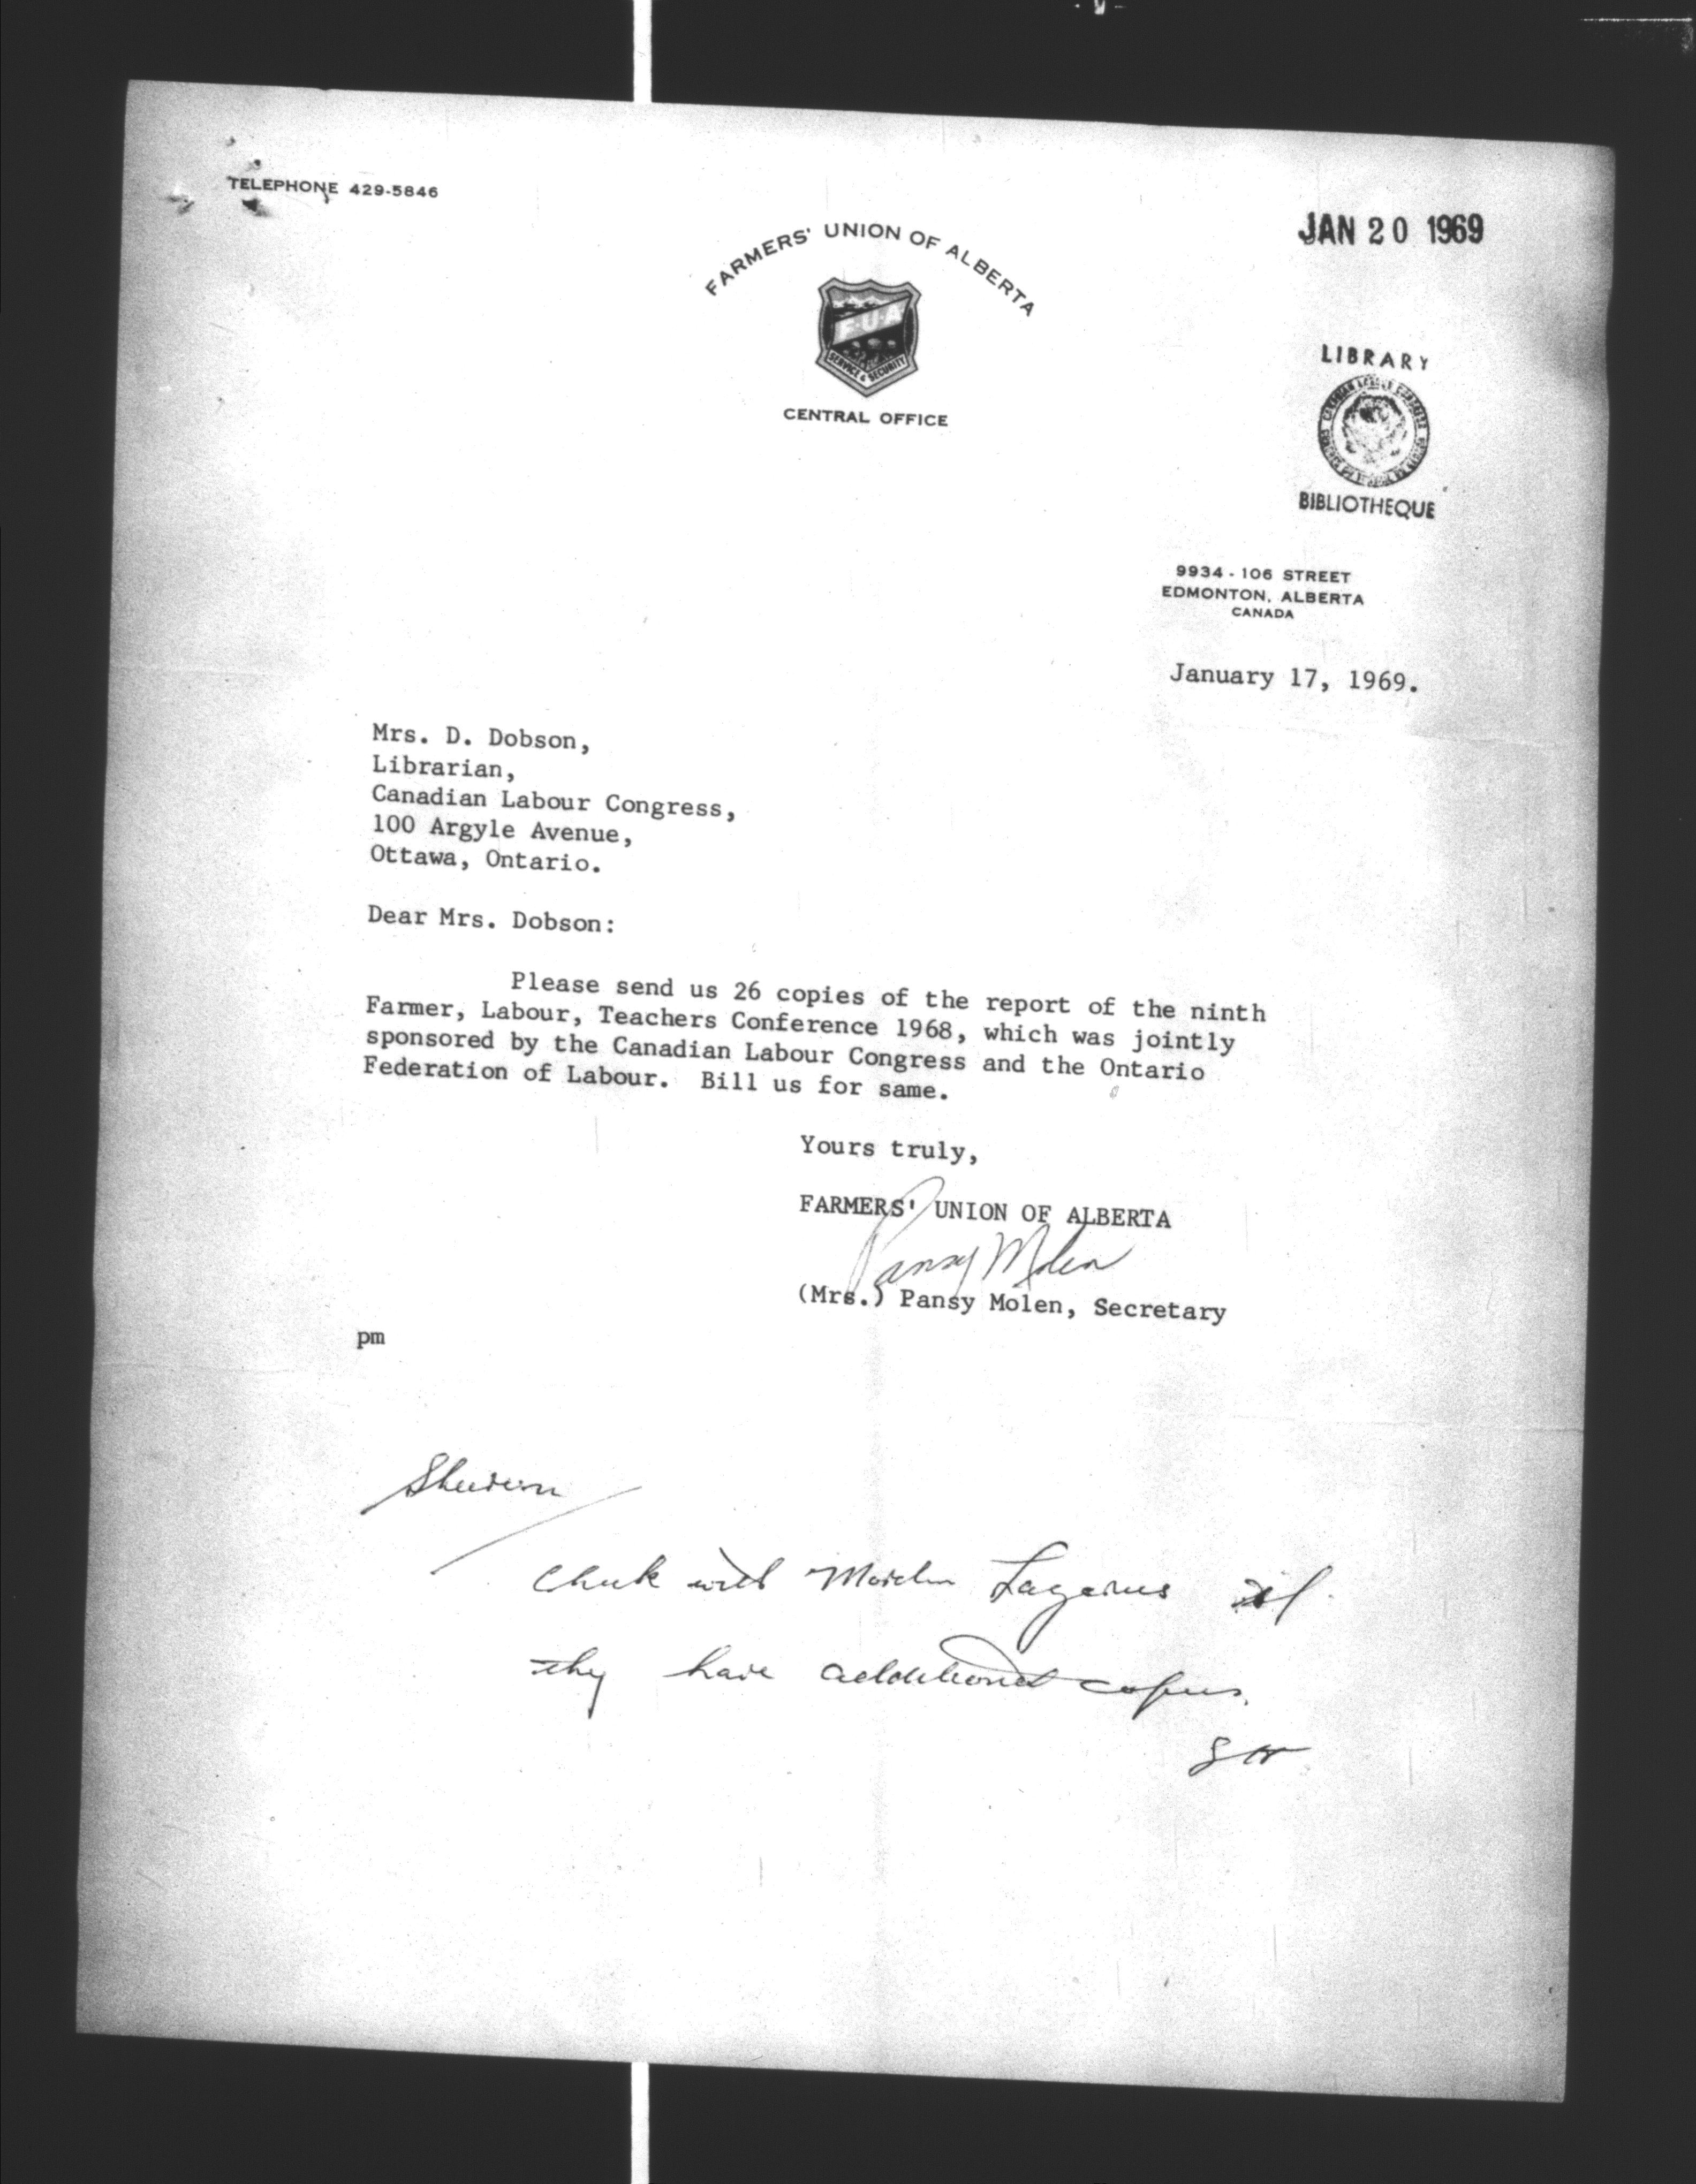 TELEPHONE 429-5846
JAN 20 1969
FARMERS' UNION OF ALBERTA
F·U·A
SERVICE & SECURITY
CENTRAL OFFICE
LIBRARY
BIBLIOTHEQUE
9934 - 106 STREET
EDMONTON, ALBERTA
CANADA
January 17, 1969.
Mrs. D. Dobson,
Librarian,
Canadian Labour Congress,
100 Argyle Avenue,
Ottawa, Ontario.
Dear Mrs. Dobson:
Please send us 26 copies of the report of the ninth
Farmer, Labour, Teachers Conference 1968, which was jointly
sponsored by the Canadian Labour Congress and the Ontario
Federation of Labour. Bill us for same.
Yours truly,
FARMERS' UNION OF ALBERTA
Pansy Molen
(Mrs.) Pansy Molen, Secretary
pm
Check with Lazarus if
they have additional copies.